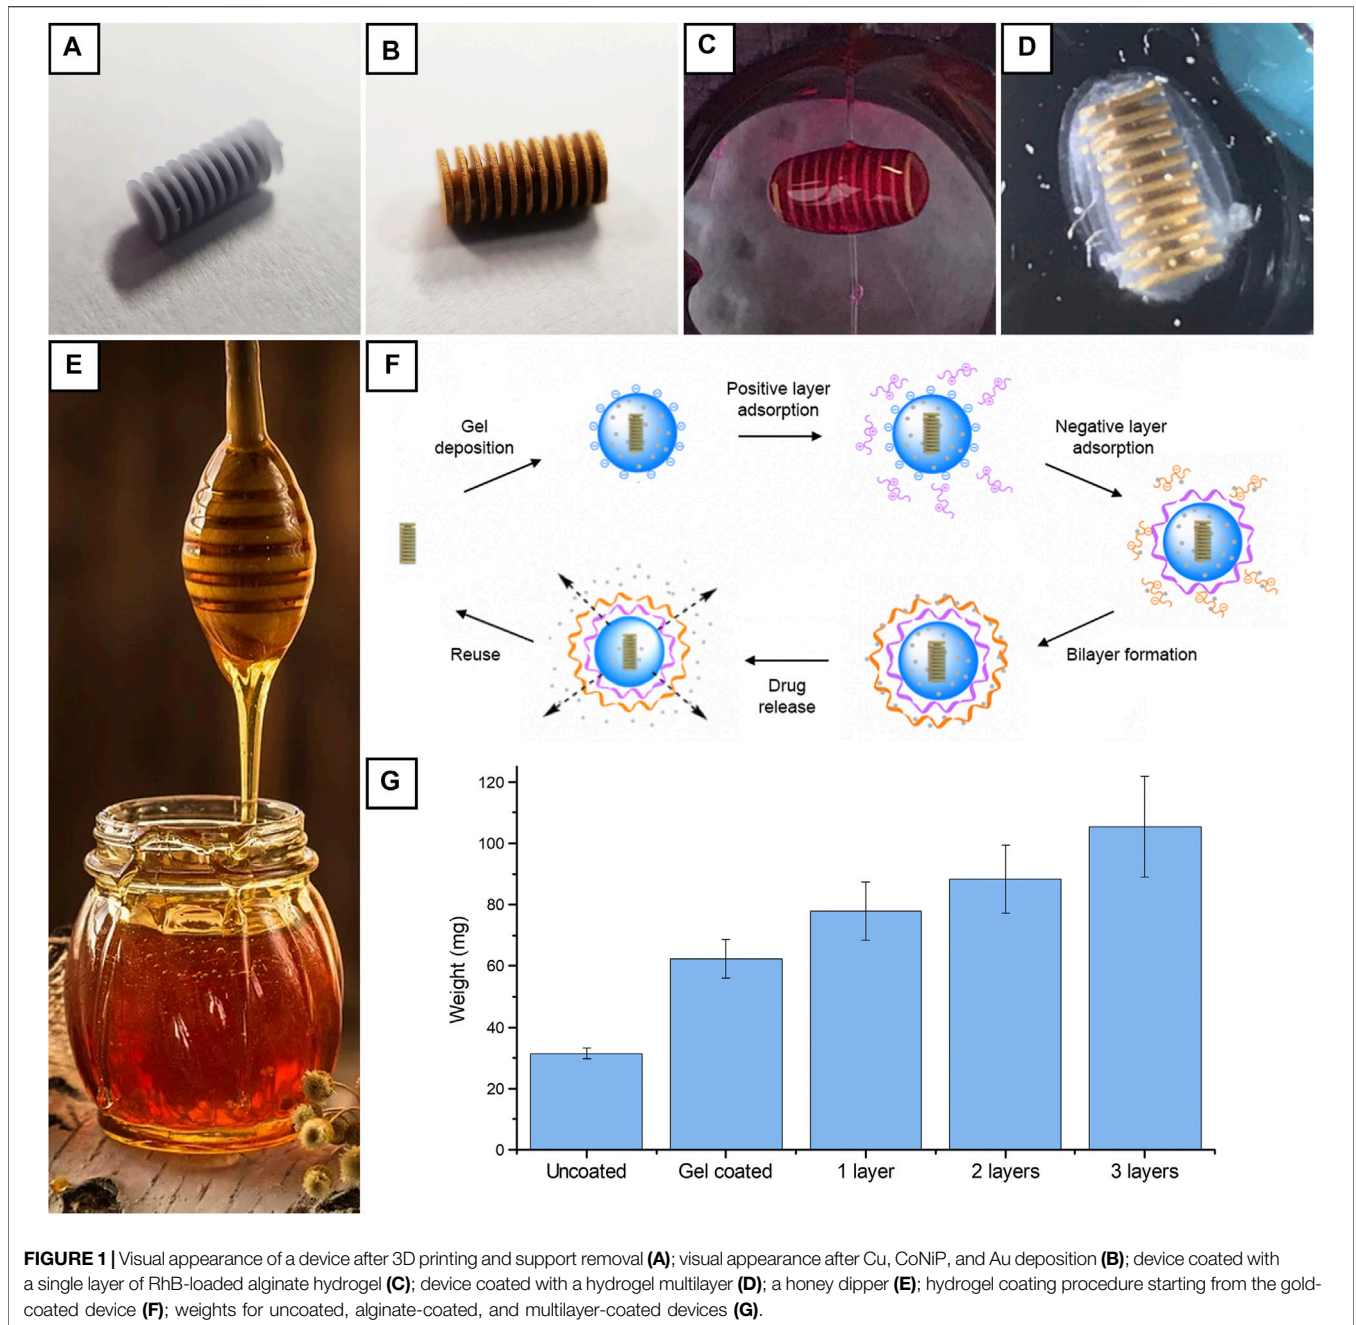 A
B
C
D
E
F
Gel
deposition
Positive layer
adsorption
Negative layer
adsorption
Bilayer formation
Drug
release
Reuse
G
Weight (mg)
120
100
80
60
40
20
0
Uncoated
Gel coated
1 layer
2 layers
3 layers
FIGURE 1 | Visual appearance of a device after 3D printing and support removal (A); visual appearance after Cu, CoNiP, and Au deposition (B); device coated with
a single layer of RhB-loaded alginate hydrogel (C); device coated with a hydrogel multilayer (D); a honey dipper (E); hydrogel coating procedure starting from the gold-
coated device (F); weights for uncoated, alginate-coated, and multilayer-coated devices (G).